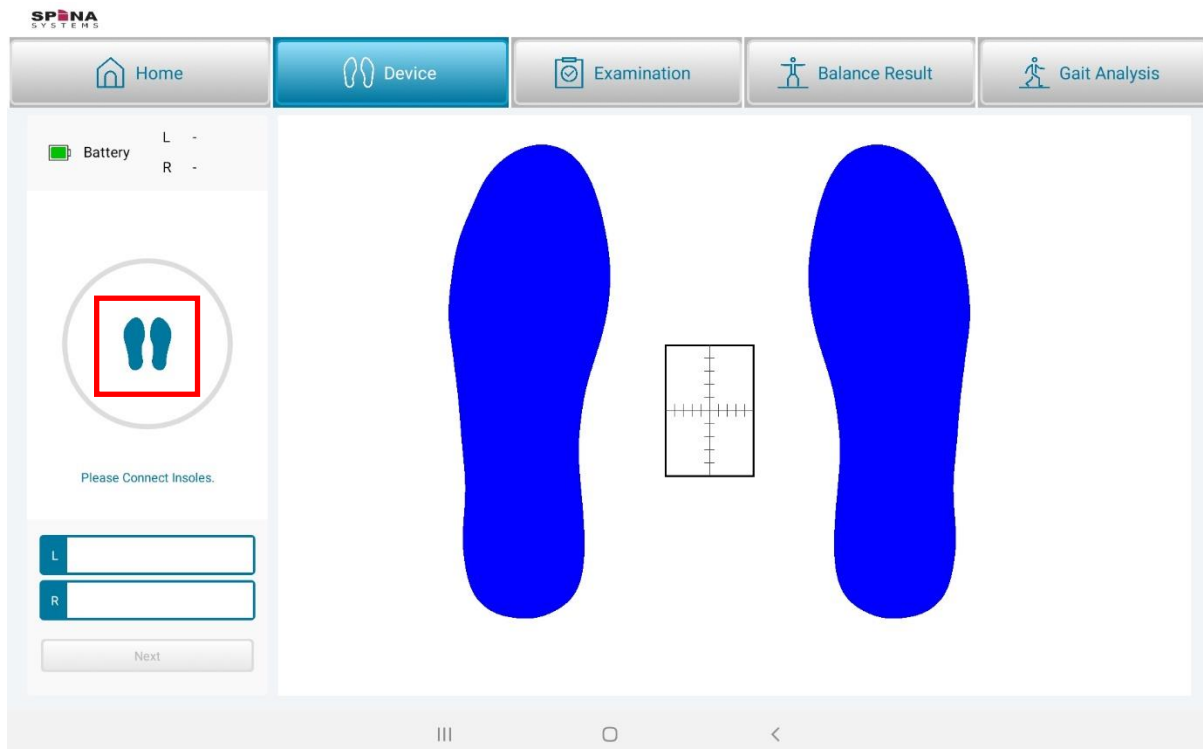 SPINA
SYSTEMS
Home
Device
Examination
Balance Result
Gait Analysis
Battery
L -
R -
Please Connect Insoles.
L
R
Next